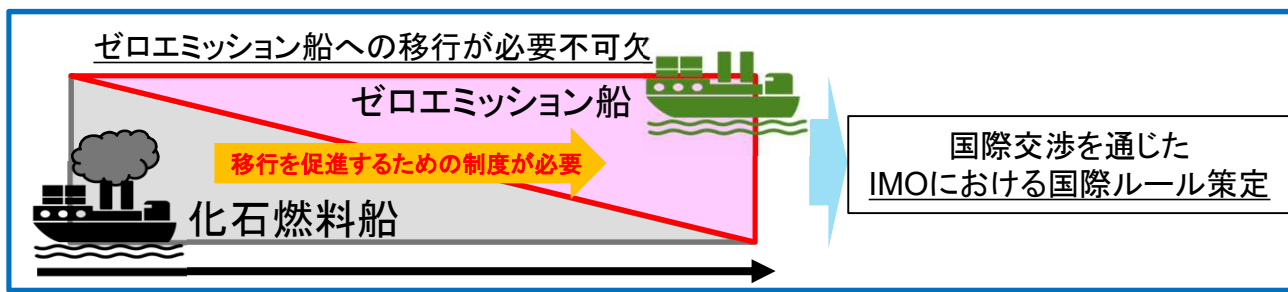 ゼロエミッション船への移行が必要不可欠
ゼロエミッション船
移行を促進するための制度が必要
化石燃料船
国際交渉を通じた
IMOにおける国際ルール策定